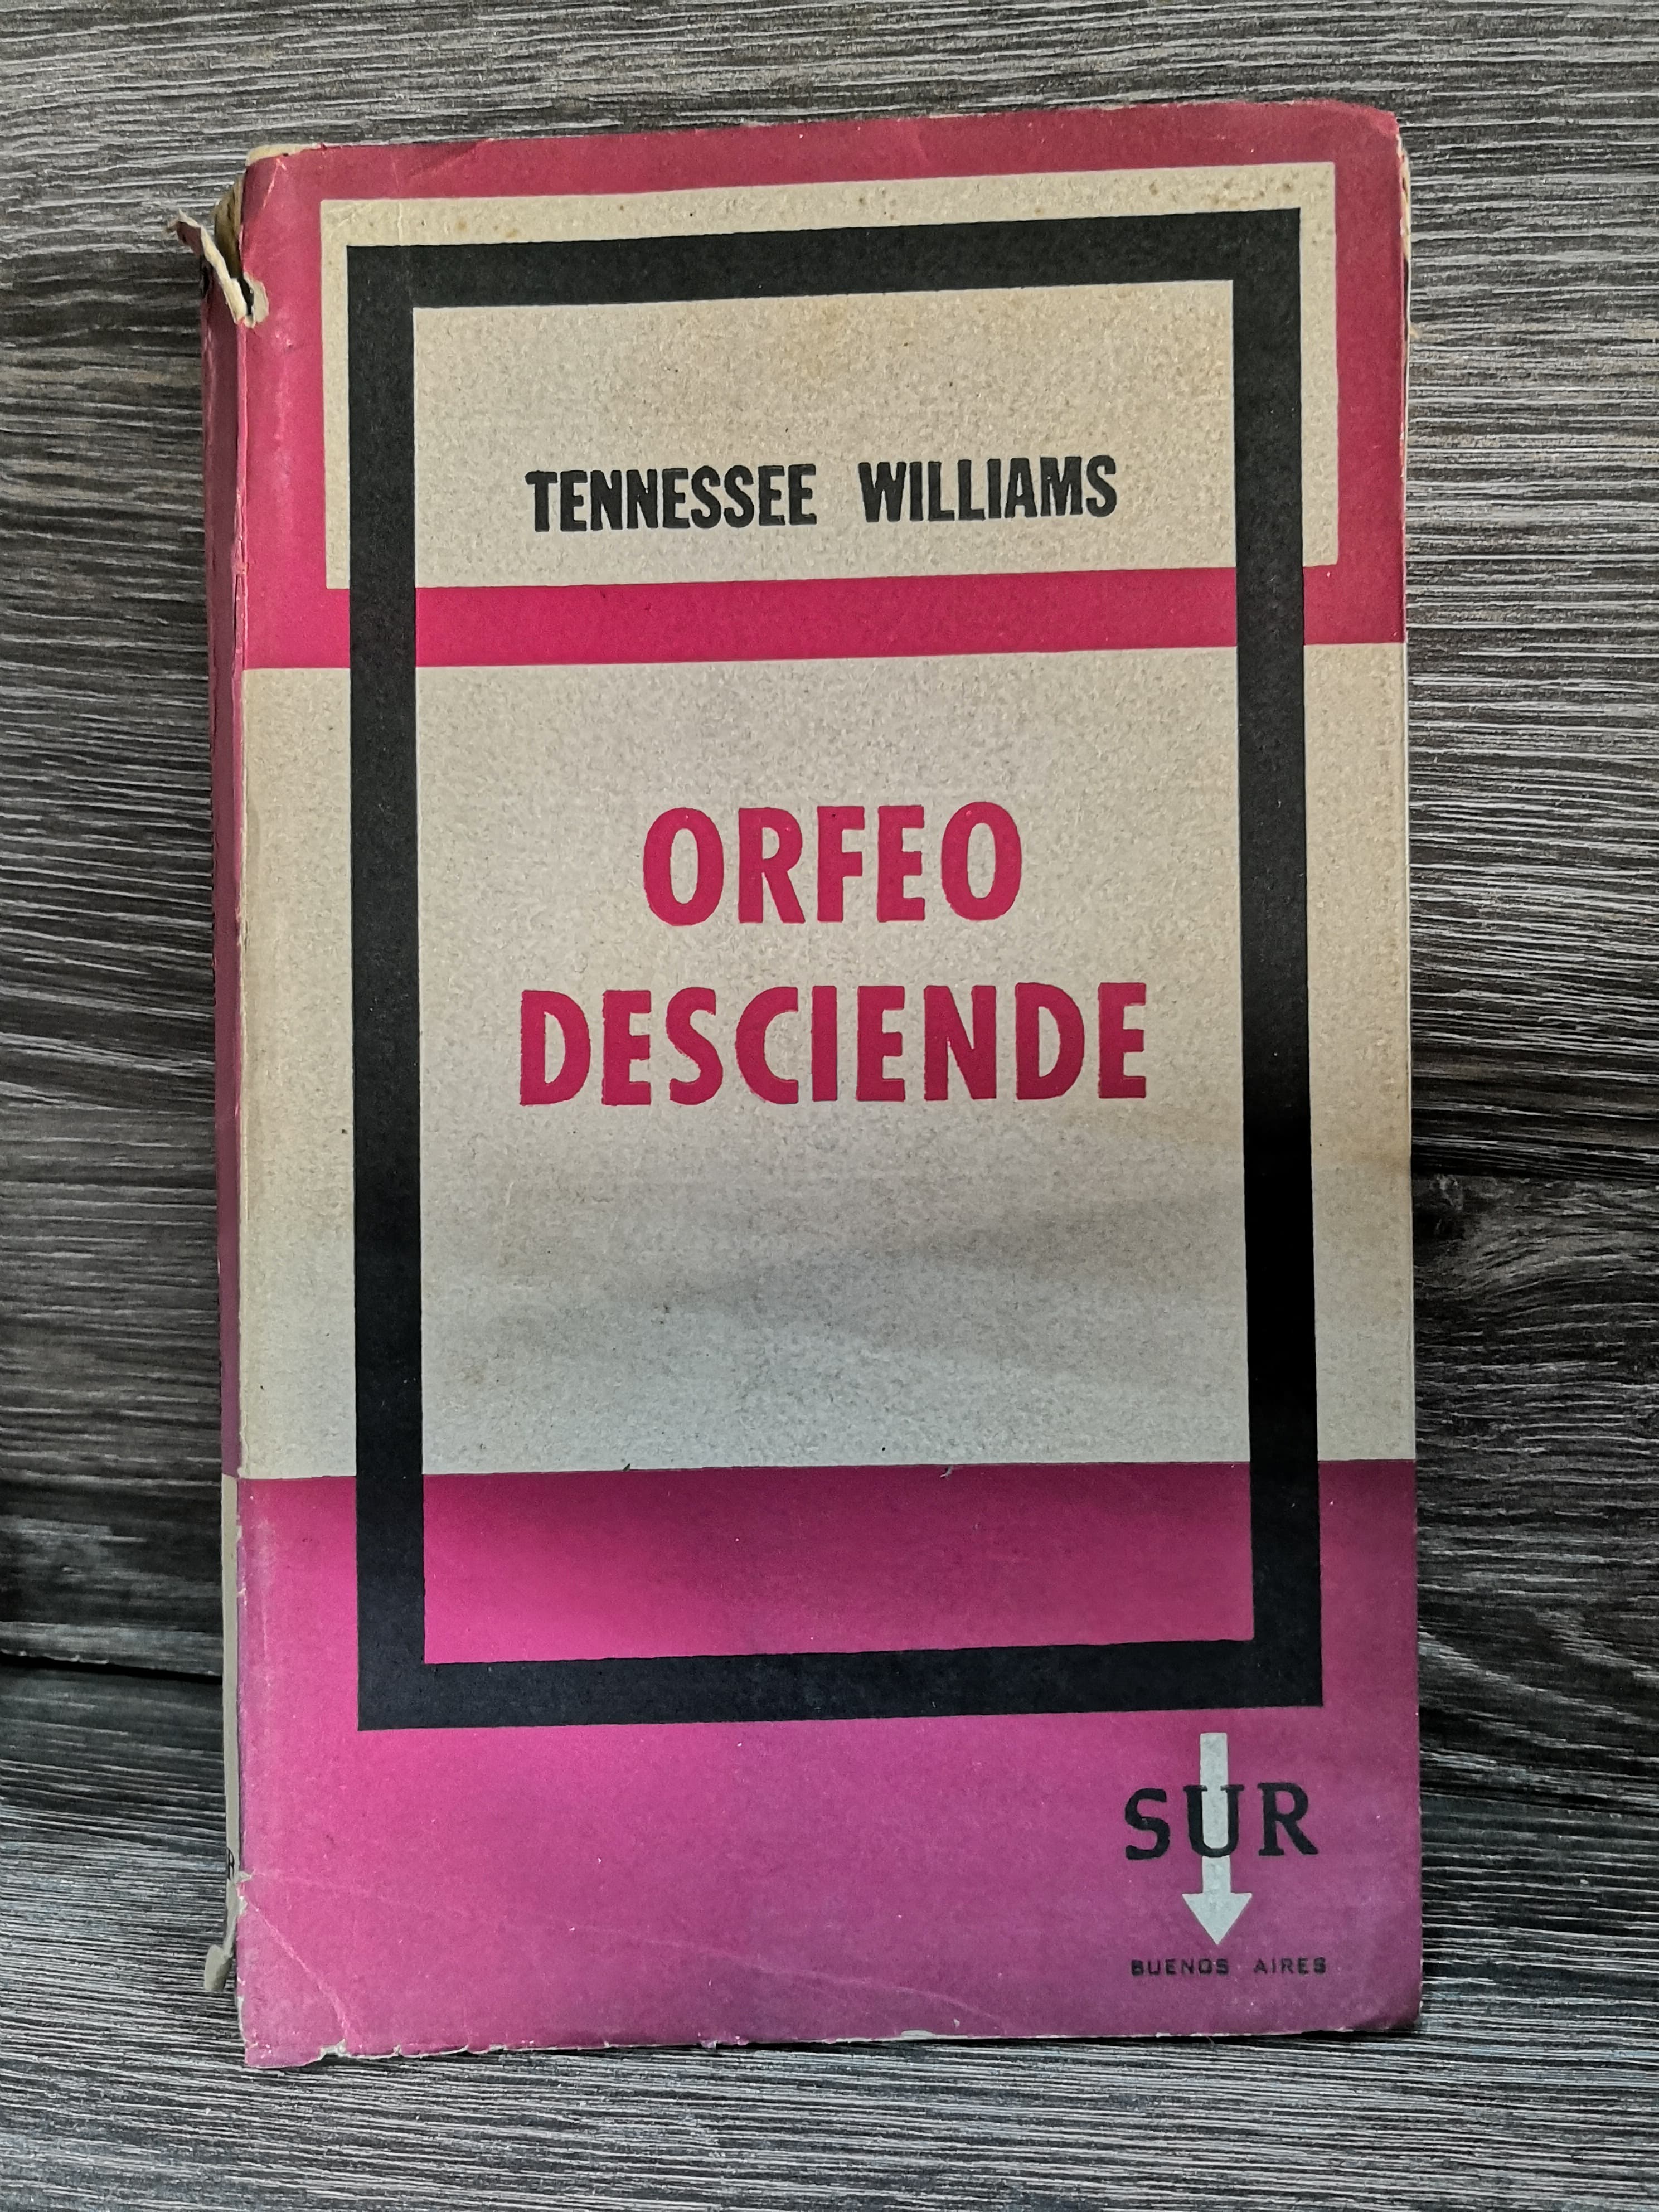 TENNESSEE WILLIAMS
ORFEO
DESCIENDE
SUR
BUENOS AIRES